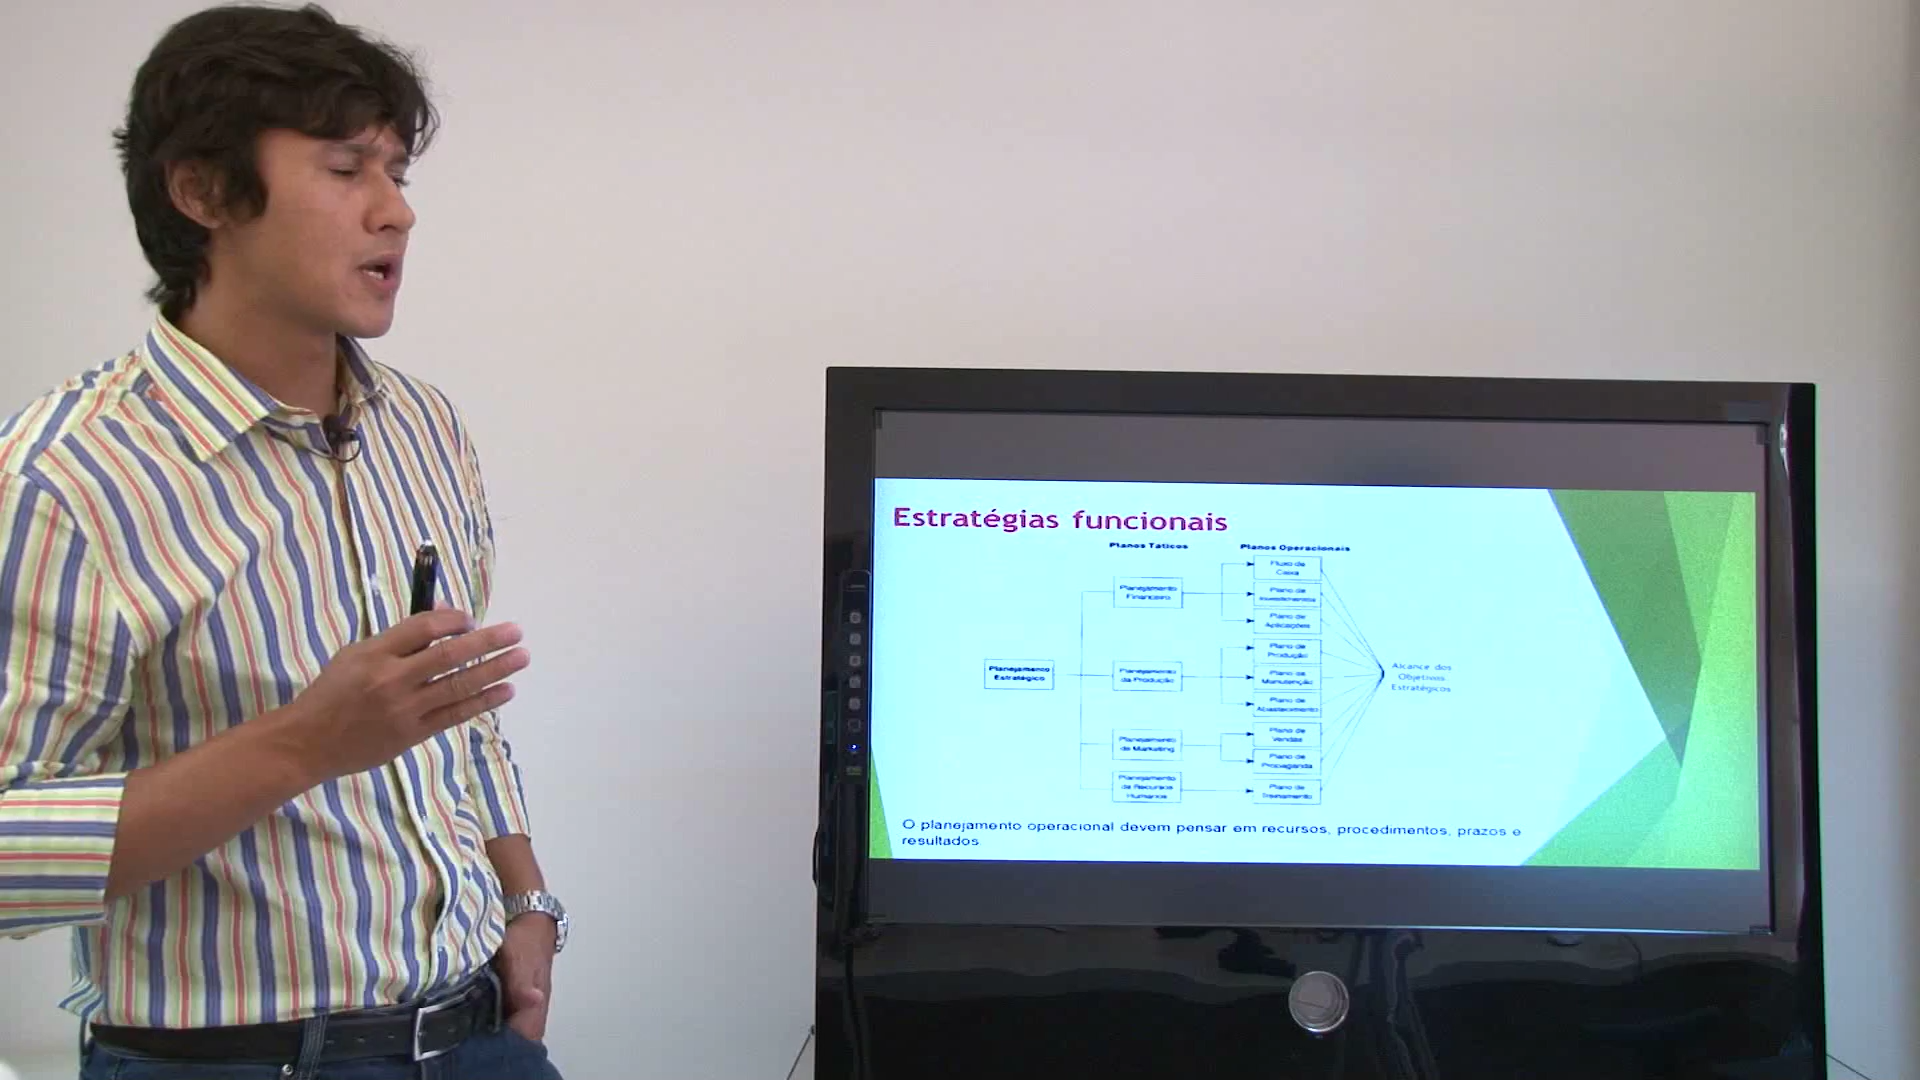 Estratégias funcionais
Planos Táticos
Planos Operacionais
Planejamento
Estratégico
Planejamento
Financeiro
Planejamento
da Produção
Planejamento
de Marketing
Planejamento
de Recursos
Humanos
Fluxo de
Caixa
Plano de
Investimentos
Plano de
Aplicações
Plano de
Produção
Plano de
Manutenção
Plano de
Abastecimento
Plano de
Vendas
Plano de
Propaganda
Plano de
Treinamento
Alcance dos
Objetivos
Estratégicos
O planejamento operacional devem pensar em recursos, procedimentos, prazos e
resultados.